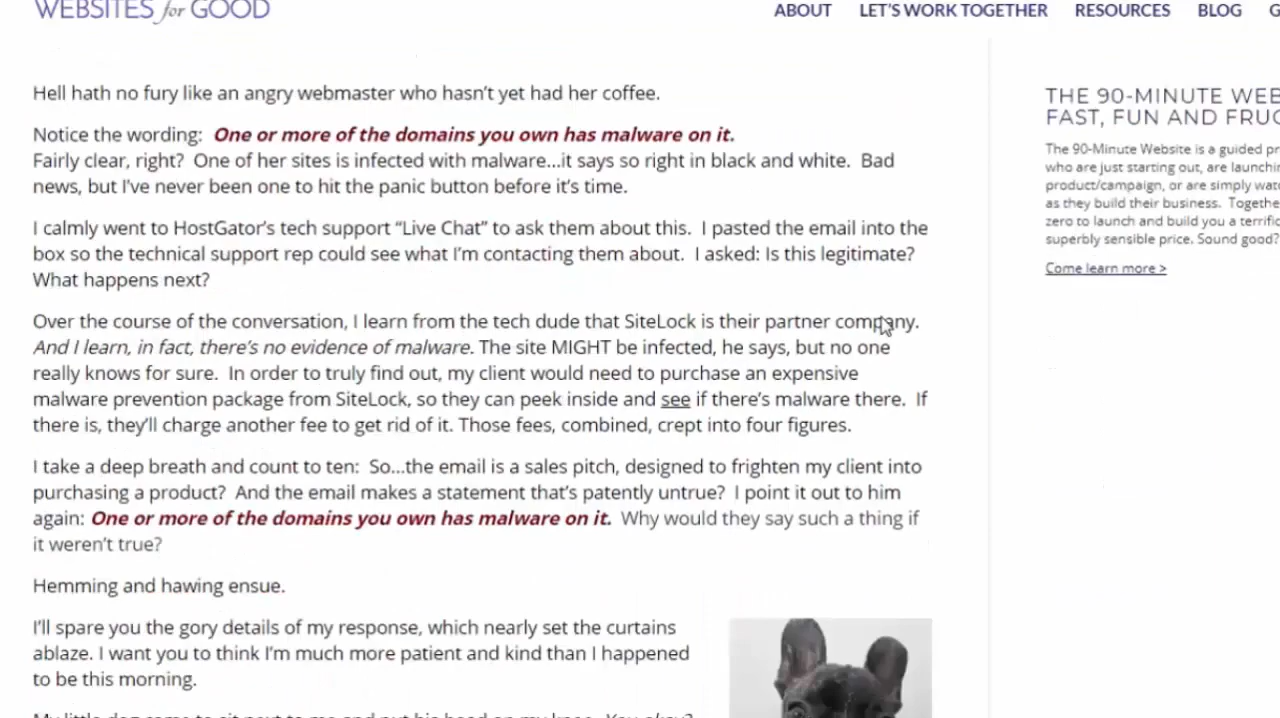 WEBSITES for GOOD
ABOUT LET'S WORK TOGETHER RESOURCES BLOG
Hell hath no fury like an angry webmaster who hasn't yet had her coffee.
Notice the wording: One or more of the domains you own has malware on it.
Fairly clear, right? One of her sites is infected with malware...it says so right in black and white. Bad
news, but I've never been one to hit the panic button before it's time.
I calmly went to HostGator's tech support “Live Chat” to ask them about this. I pasted the email into the
box so the technical support rep could see what I'm contacting them about. I asked: Is this legitimate?
What happens next?
Over the course of the conversation, I learn from the tech dude that SiteLock is their partner company.
And I learn, in fact, there's no evidence of malware. The site MIGHT be infected, he says, but no one
really knows for sure. In order to truly find out, my client would need to purchase an expensive
malware prevention package from SiteLock, so they can peek inside and see if there's malware there. If
there is, they'll charge another fee to get rid of it. Those fees, combined, crept into four figures.
I take a deep breath and count to ten: So...the email is a sales pitch, designed to frighten my client into
purchasing a product? And the email makes a statement that's patently untrue? I point it out to him
again: One or more of the domains you own has malware on it. Why would they say such a thing if
it weren't true?
Hemming and hawing ensue.
I'll spare you the gory details of my response, which nearly set the curtains
ablaze. I want you to think I'm much more patient and kind than I happened
to be this morning.
THE 90-MINUTE WEB
FAST, FUN AND FRUG
The 90-Minute Website is a guided pr
who are just starting out, are launchin
product/campaign, or are simply wat
as they build their business. Togethe
zero to launch and build you a terrific
superbly sensible price. Sound good?
Come learn more >